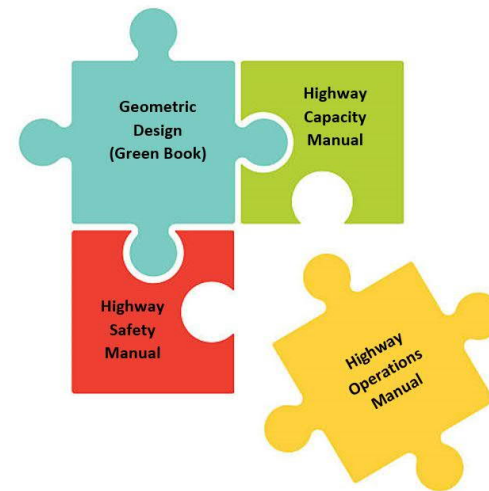 Geometric
Design
(Green Book)
Highway
Capacity
Manual
Highway
Safety
Manual
Highway
Operations
Manual